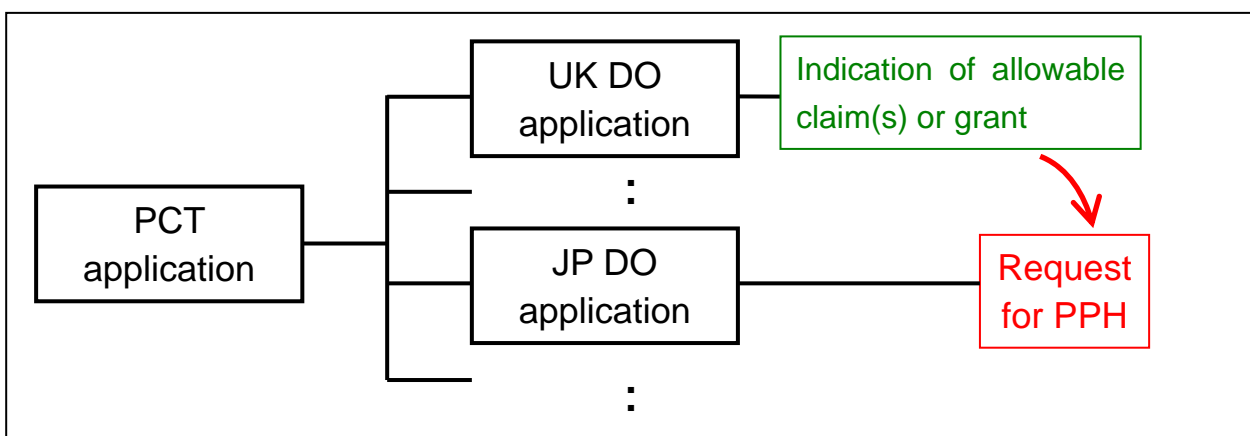 UK DO
application
Indication of allowable
claim(s) or grant
:
PCT
application
JP DO
application
Request
for PPH
: